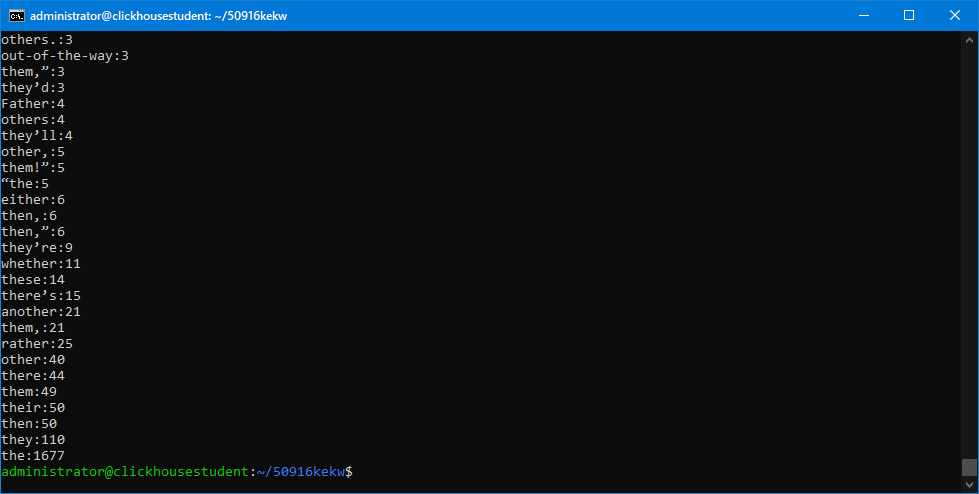 administrator@clickhousestudent: ~/50916kekw
others.:3
out-of-the-way:3
them,”:3
they’d:3
Father:4
others:4
they’ll:4
other,:5
them!”:5
“the:5
either:6
then,:6
then,”:6
they’re:9
whether:11
these:14
there’s:15
another:21
them,:21
rather:25
other:40
there:44
them:49
their:50
then:50
they:110
the:1677
administrator@clickhousestudent:~/50916kekw$